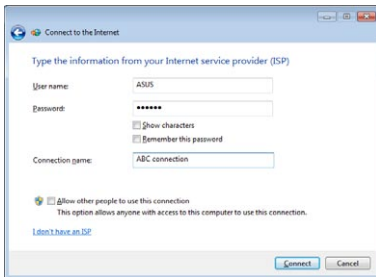 Connect to the Internet
Type the information from your Internet service provider (ISP)
User name: ASUS
Password: ••••••
Show characters
Remember this password
Connection name: ABC connection
Allow other people to use this connection
This option allows anyone with access to this computer to use this connection.
I don't have an ISP
Connect Cancel